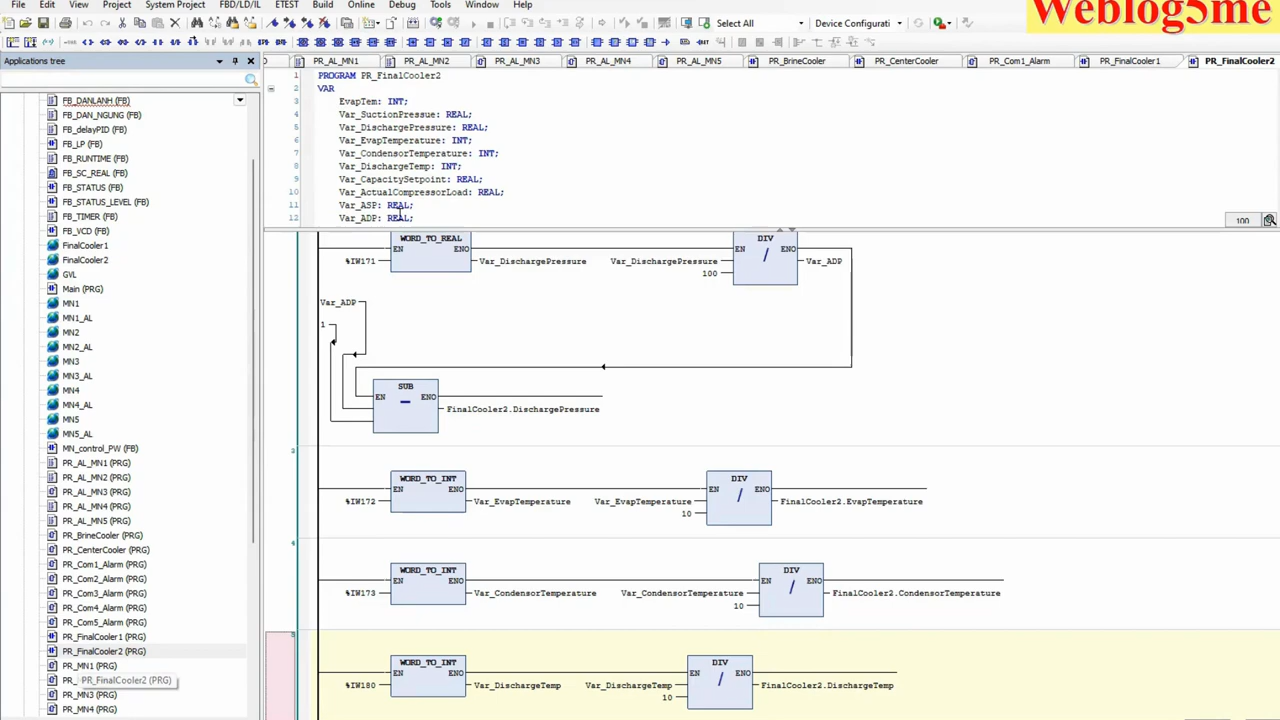 File Edit View Project System Project FBD/LD/IL ETEST Build Online Debug Tools Window Help
Weblog5me
Select All
Device Configurati
Applications tree
PR_AL_MN1
PR_AL_MN2
PR_AL_MN3
PR_AL_MN4
PR_AL_MN5
PR_BrineCooler
PR_CenterCooler
PR_Com1_Alarm
PR_FinalCooler1
PR_FinalCooler2
FB_DANLANH (FB)
FB_DAN_NGUNG (FB)
FB_delayPID (FB)
FB_LP (FB)
FB_RUNTIME (FB)
FB_SC_REAL (FB)
FB_STATUS (FB)
FB_STATUS_LEVEL (FB)
FB_TIMER (FB)
FB_VCD (FB)
FinalCooler1
FinalCooler2
GVL
Main (PRG)
MN1
MN1_AL
MN2
MN2_AL
MN3
MN3_AL
MN4
MN4_AL
MN5
MN5_AL
MN_control_PW (FB)
PR_AL_MN1 (PRG)
PR_AL_MN2 (PRG)
PR_AL_MN3 (PRG)
PR_AL_MN4 (PRG)
PR_AL_MN5 (PRG)
PR_BrineCooler (PRG)
PR_CenterCooler (PRG)
PR_Com1_Alarm (PRG)
PR_Com2_Alarm (PRG)
PR_Com3_Alarm (PRG)
PR_Com4_Alarm (PRG)
PR_Com5_Alarm (PRG)
PR_FinalCooler1 (PRG)
PR_FinalCooler2 (PRG)
PR_MN1 (PRG)
PR_FinalCooler2 (PRG)
PR_MN3 (PRG)
PR_MN4 (PRG)
1 PROGRAM PR_FinalCooler2
2 VAR
3 EvapTem: INT;
4 Var_SuctionPressue: REAL;
5 Var_DischargePressure: REAL;
6 Var_EvapTemperature: INT;
7 Var_CondensorTemperature: INT;
8 Var_DischargeTemp: INT;
9 Var_CapacitySetpoint: REAL;
10 Var_ActualCompressorLoad: REAL;
11 Var_ASP: REAL;
12 Var_ADP: REAL;
100
WORD_TO_REAL DIV
EN ENO EN ENO
%IW171 Var_DischargePressure Var_DischargePressure / Var_ADP
100
Var_ADP
1
SUB
EN ENO
FinalCooler2.DischargePressure
3
WORD_TO_INT DIV
EN ENO EN ENO
%IW172 Var_EvapTemperature Var_EvapTemperature / FinalCooler2.EvapTemperature
10
4
WORD_TO_INT DIV
EN ENO EN ENO
%IW173 Var_CondensorTemperature Var_CondensorTemperature / FinalCooler2.CondensorTemperature
10
5
WORD_TO_INT DIV
EN ENO EN ENO
%IW180 Var_DischargeTemp Var_DischargeTemp / FinalCooler2.DischargeTemp
10